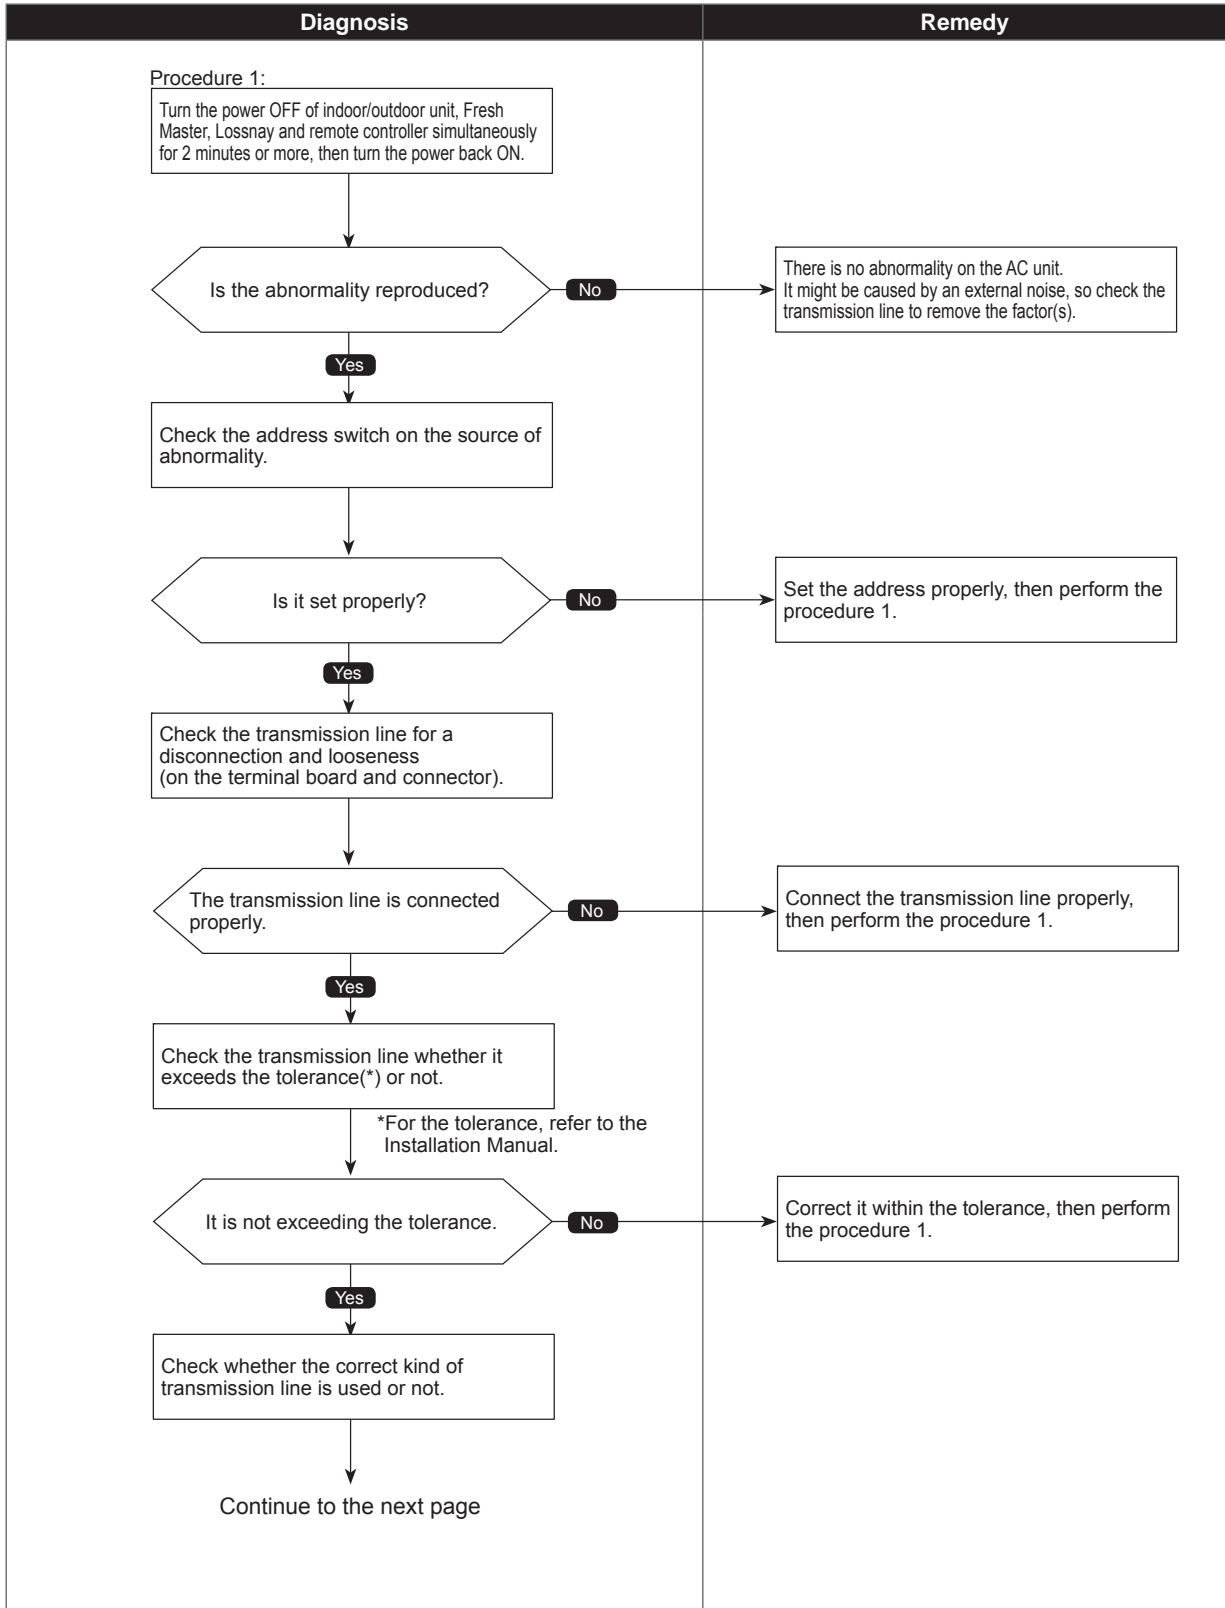 Diagnosis
Remedy
Procedure 1:
Turn the power OFF of indoor/outdoor unit, Fresh
Master, Lossnay and remote controller simultaneously
for 2 minutes or more, then turn the power back ON.
Is the abnormality reproduced?
No
There is no abnormality on the AC unit.
It might be caused by an external noise, so check the
transmission line to remove the factor(s).
Yes
Check the address switch on the source of
abnormality.
Is it set properly?
No
Set the address properly, then perform the
procedure 1.
Yes
Check the transmission line for a
disconnection and looseness
(on the terminal board and connector).
The transmission line is connected
properly.
No
Connect the transmission line properly,
then perform the procedure 1.
Yes
Check the transmission line whether it
exceeds the tolerance(*) or not.
*For the tolerance, refer to the
Installation Manual.
It is not exceeding the tolerance.
No
Correct it within the tolerance, then perform
the procedure 1.
Yes
Check whether the correct kind of
transmission line is used or not.
Continue to the next page